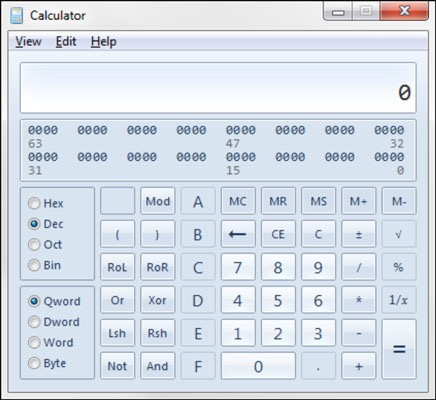 Calculator
View Edit Help
0
0000 0000 0000 0000 0000 0000 0000 0000
63 47 32
0000 0000 0000 0000 0000 0000 0000 0000
31 15 0
Hex Mod A MC MR MS M+ M-
Dec ( ) B ← CE C ± √
Oct RoL RoR C 7 8 9 / %
Bin
Qword Or Xor D 4 5 6 * 1/x
Dword
Word Lsh Rsh E 1 2 3 - =
Byte Not And F 0 . +